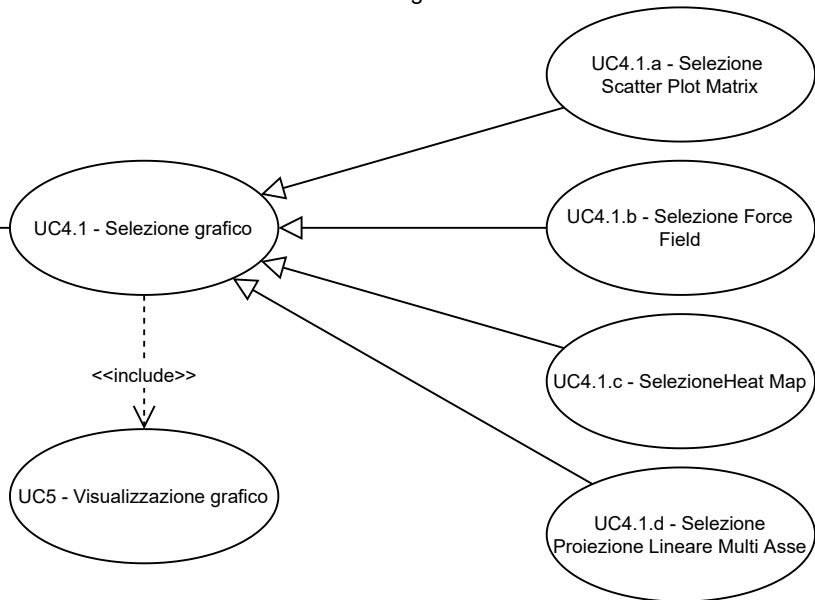 UC4.1.a - Selezione
Scatter Plot Matrix
UC4.1 - Selezione grafico
UC4.1.b - Selezione Force
Field
<<include>>
UC4.1.c - SelezioneHeat Map
UC5 - Visualizzazione grafico
UC4.1.d - Selezione
Proiezione Lineare Multi Asse